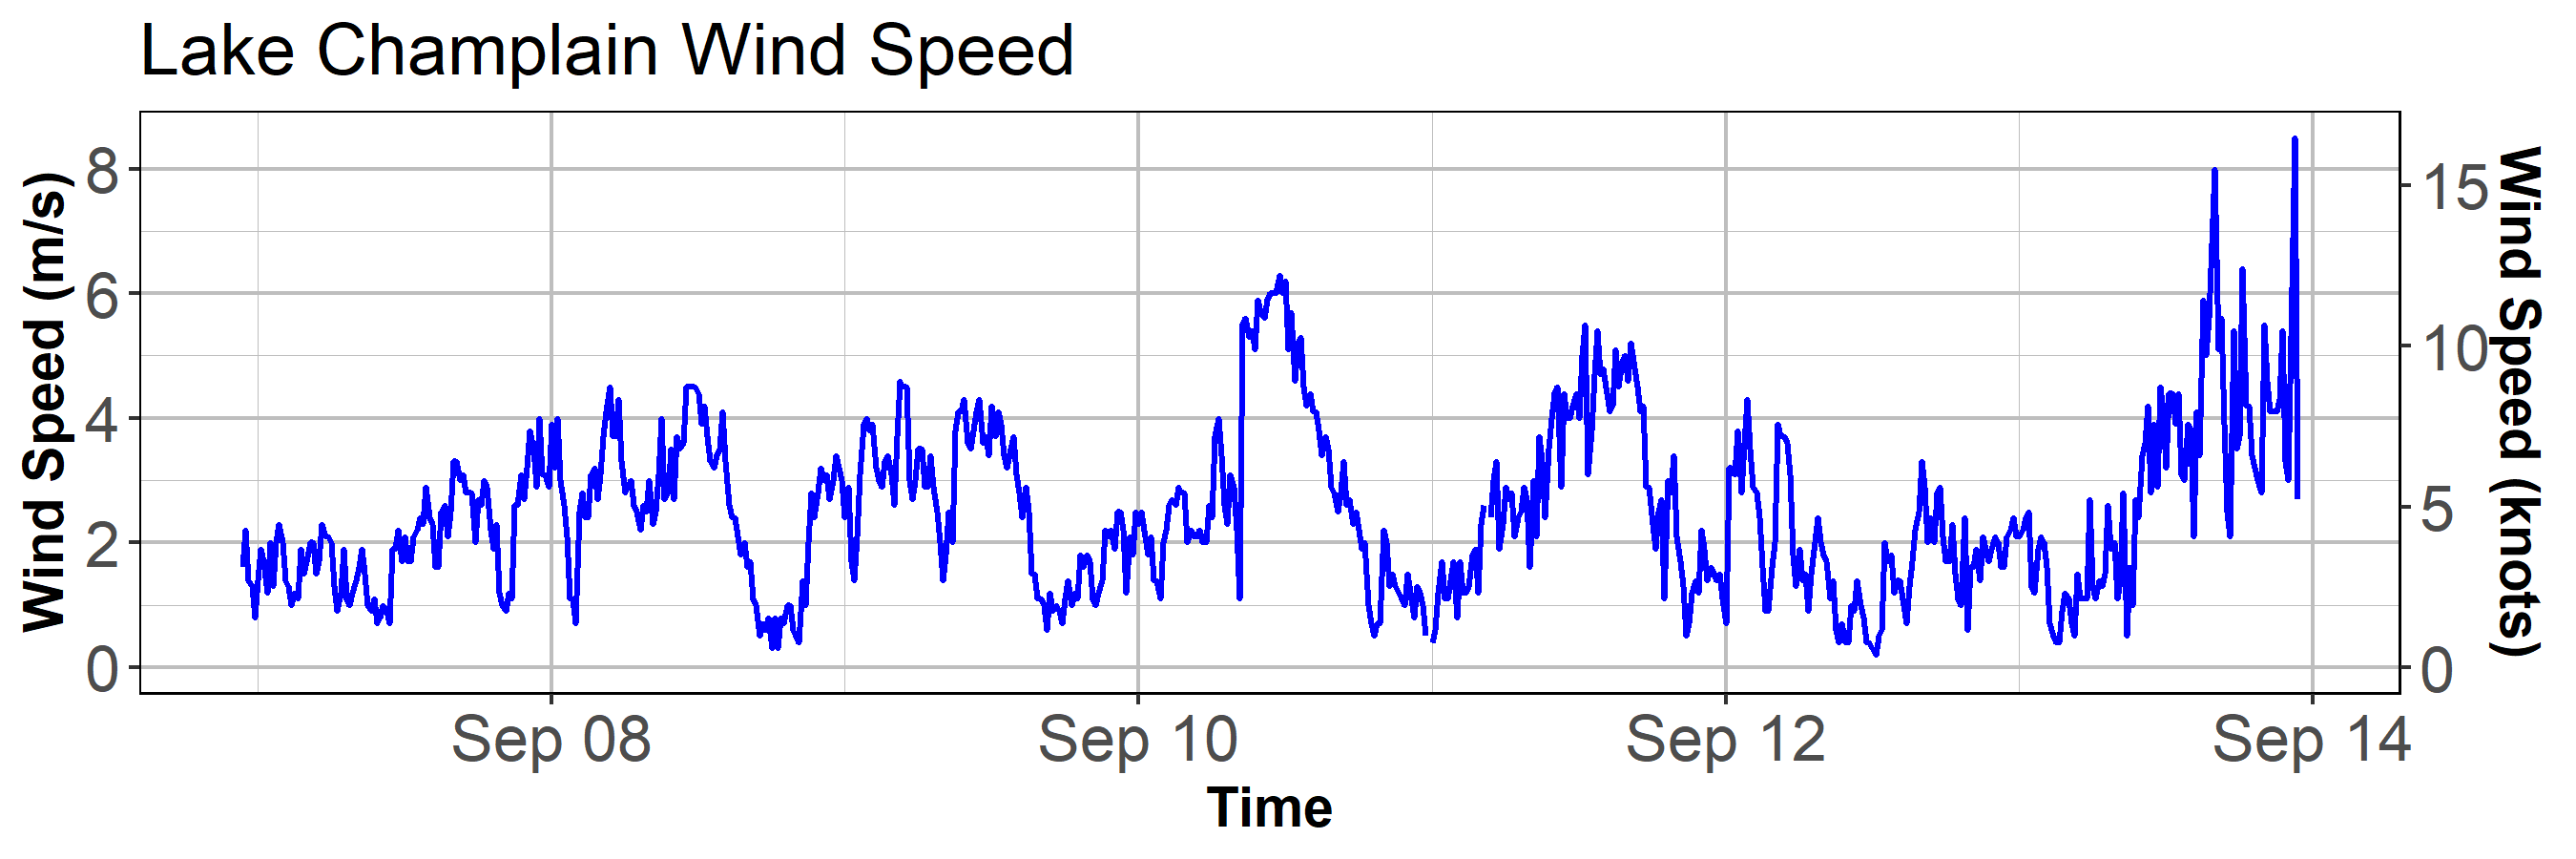 Lake Champlain Wind Speed
Wind Speed (m/s)
8
6
4
2
0
15
10
5
0
Wind Speed (knots)
Sep 08
Sep 10
Sep 12
Sep 14
Time